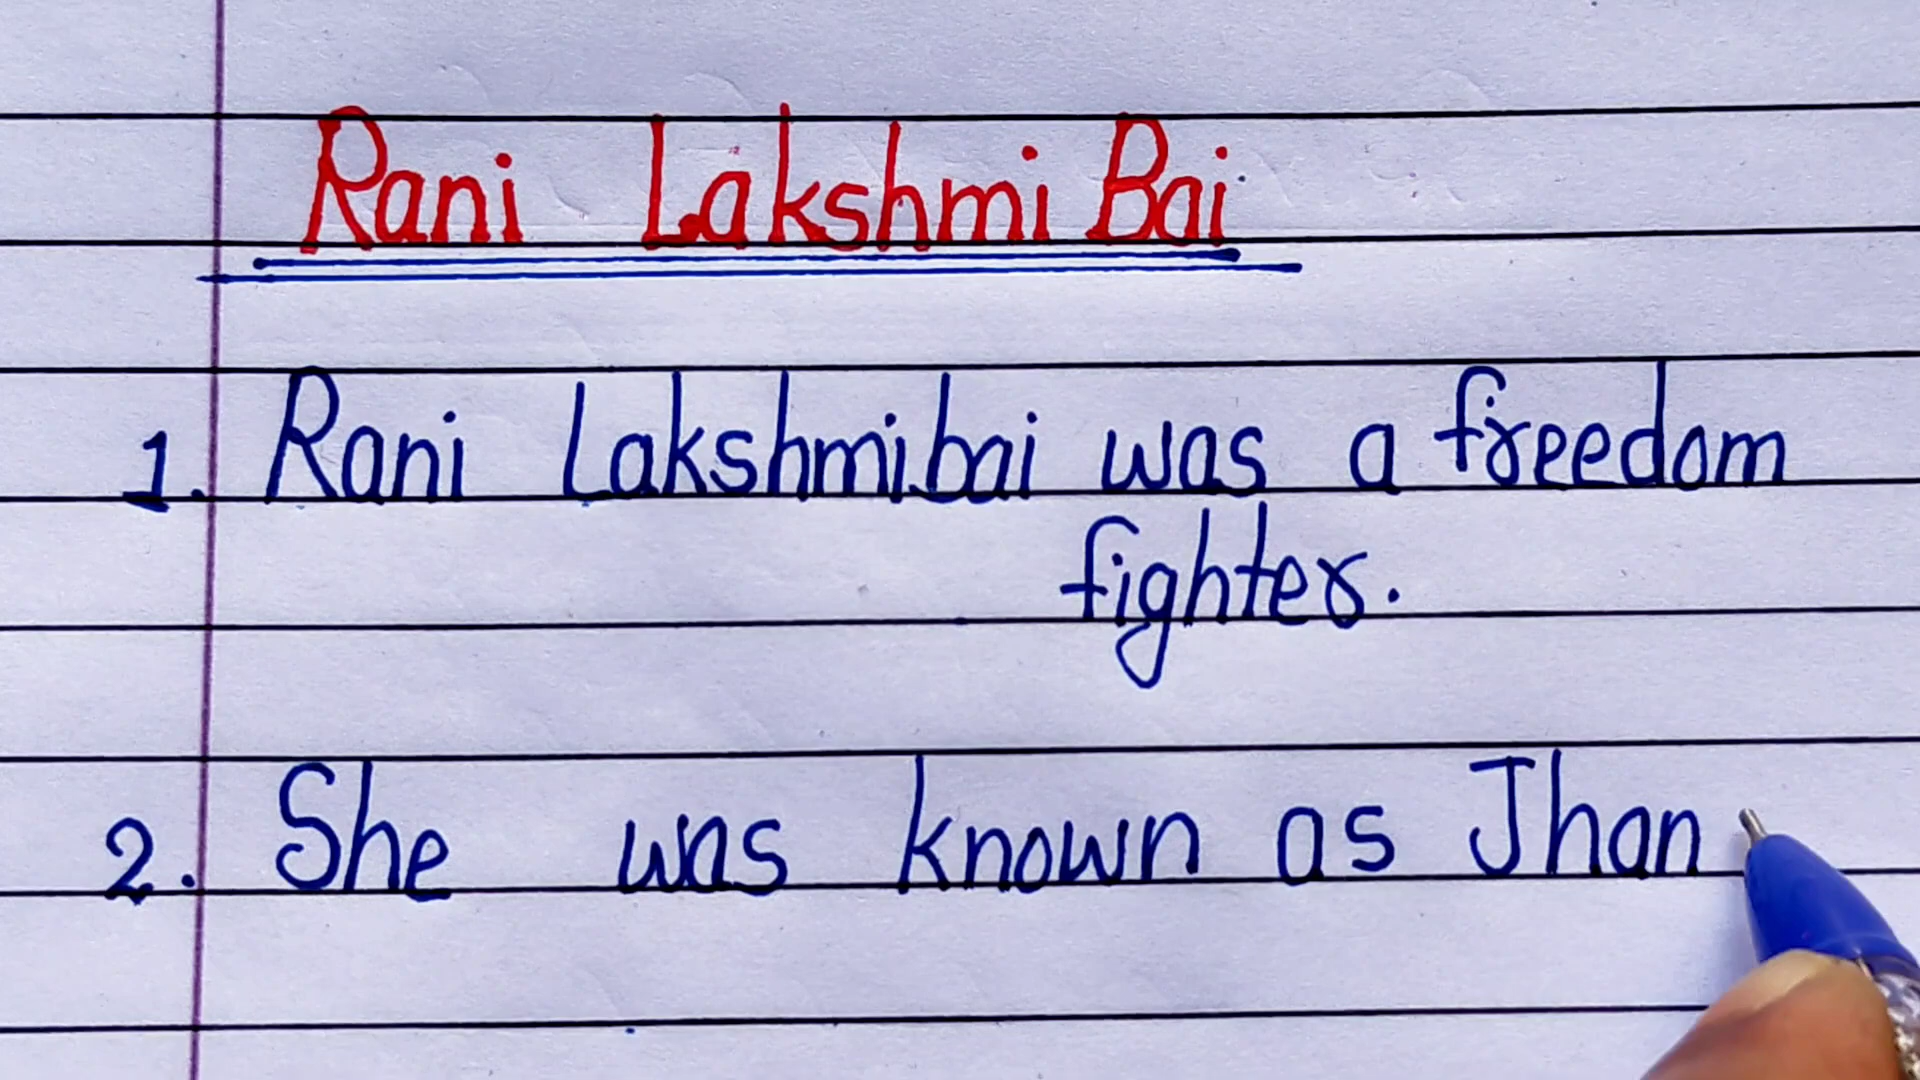 Rani Lakshmi Bai
1. Rani Lakshmibai was a freedom
fighter.
2. She was known as Jhan